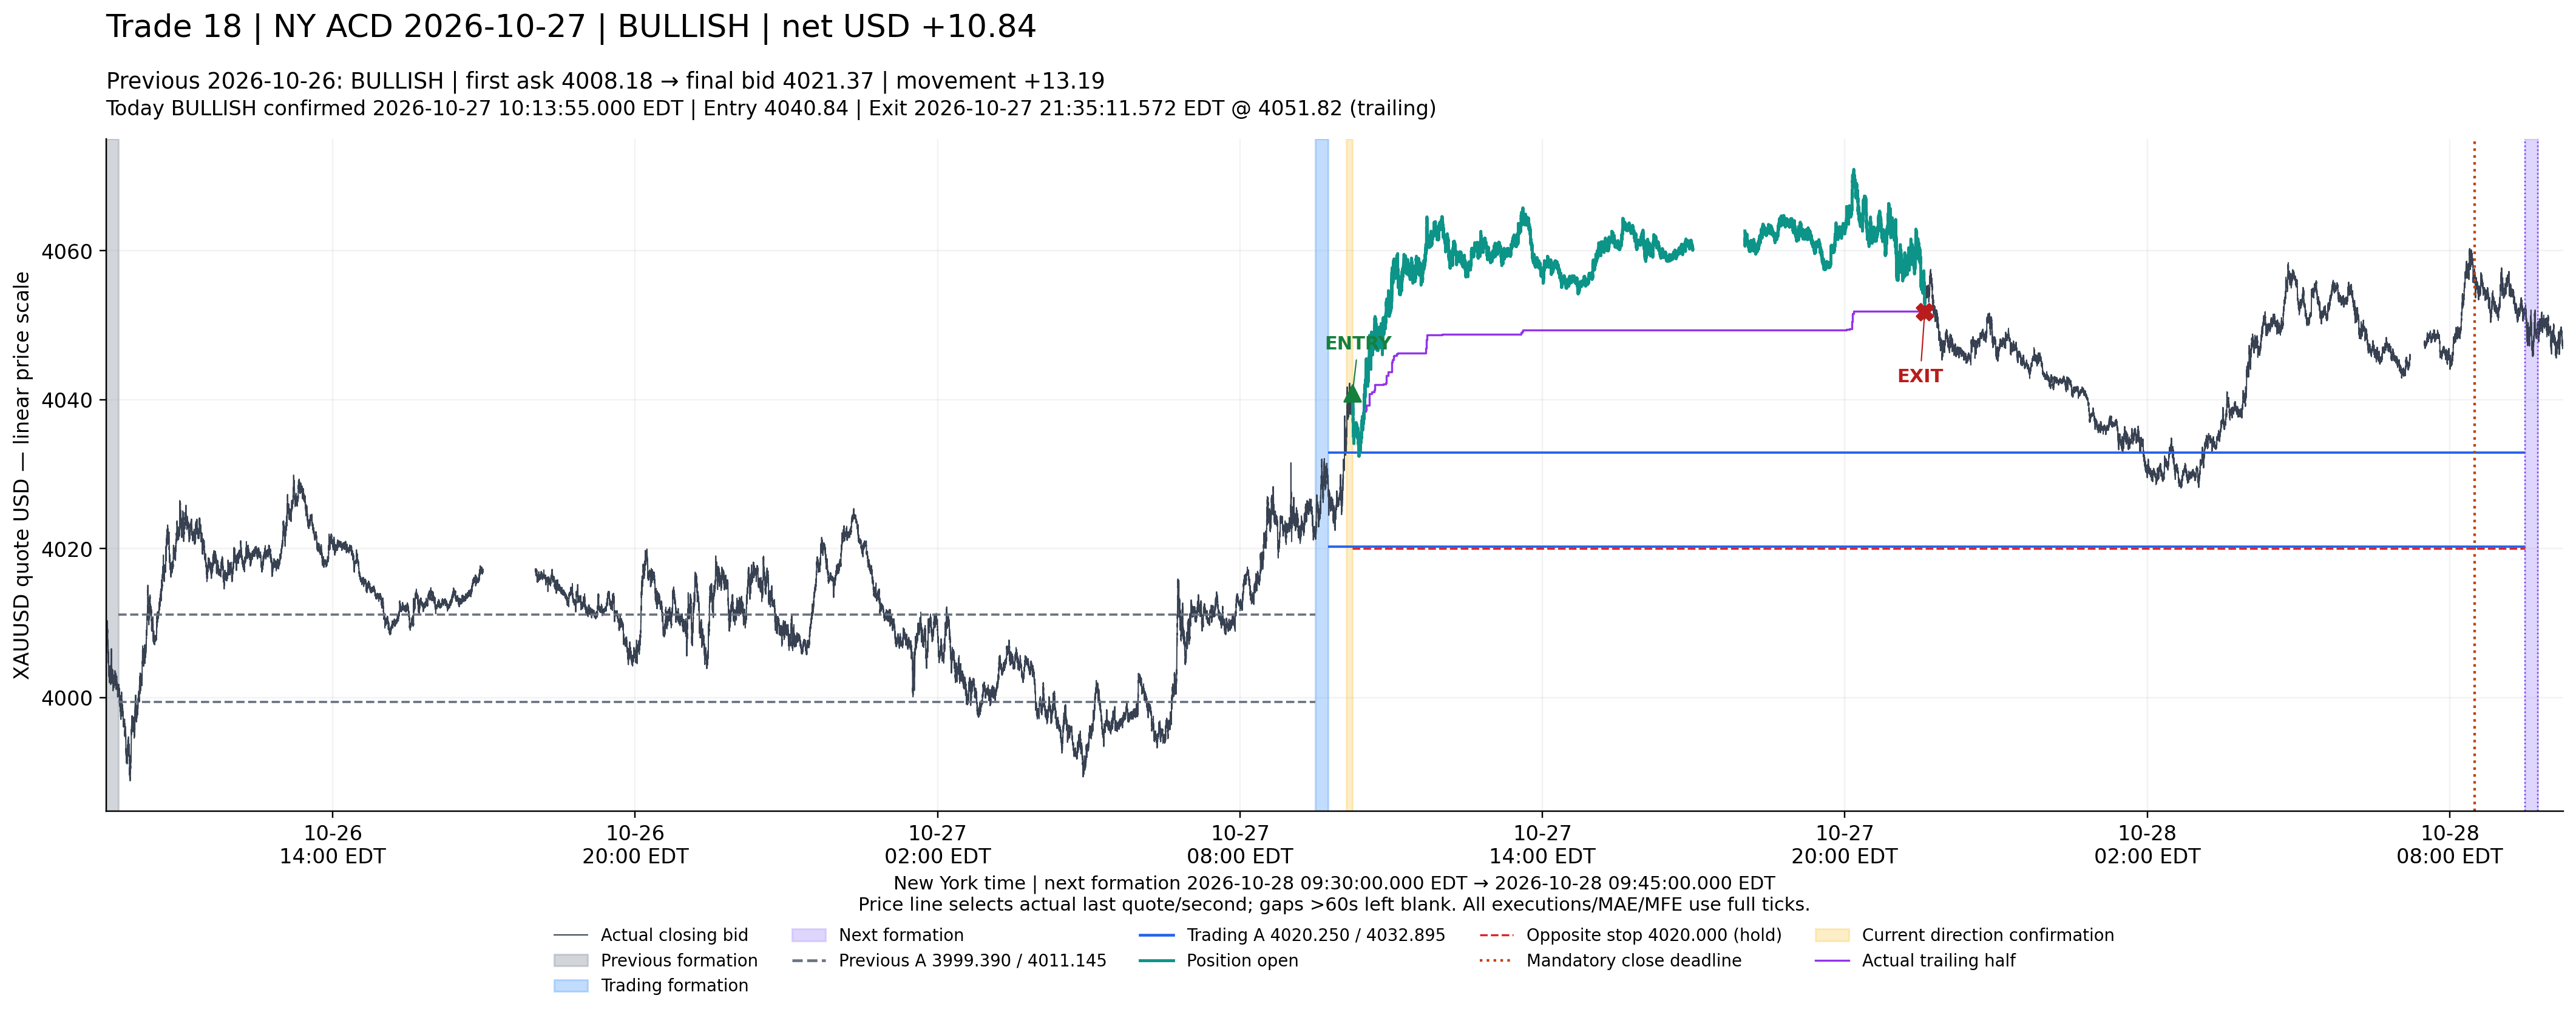 Trade 18 | NY ACD 2026-10-27 | BULLISH | net USD +10.84
Previous 2026-10-26: BULLISH | first ask 4008.18 → final bid 4021.37 | movement +13.19
Today BULLISH confirmed 2026-10-27 10:13:55.000 EDT | Entry 4040.84 | Exit 2026-10-27 21:35:11.572 EDT @ 4051.82 (trailing)
XAUUSD quote USD — linear price scale
4060
4040
4020
4000
ENTRY
EXIT
10-26
14:00 EDT
10-26
20:00 EDT
10-27
02:00 EDT
10-27
08:00 EDT
10-27
14:00 EDT
10-27
20:00 EDT
10-28
02:00 EDT
10-28
08:00 EDT
New York time | next formation 2026-10-28 09:30:00.000 EDT → 2026-10-28 09:45:00.000 EDT
Price line selects actual last quote/second; gaps >60s left blank. All executions/MAE/MFE use full ticks.
Actual closing bid
Previous formation
Trading formation
Next formation
Previous A 3999.390 / 4011.145
Trading A 4020.250 / 4032.895
Position open
Opposite stop 4020.000 (hold)
Mandatory close deadline
Current direction confirmation
Actual trailing half